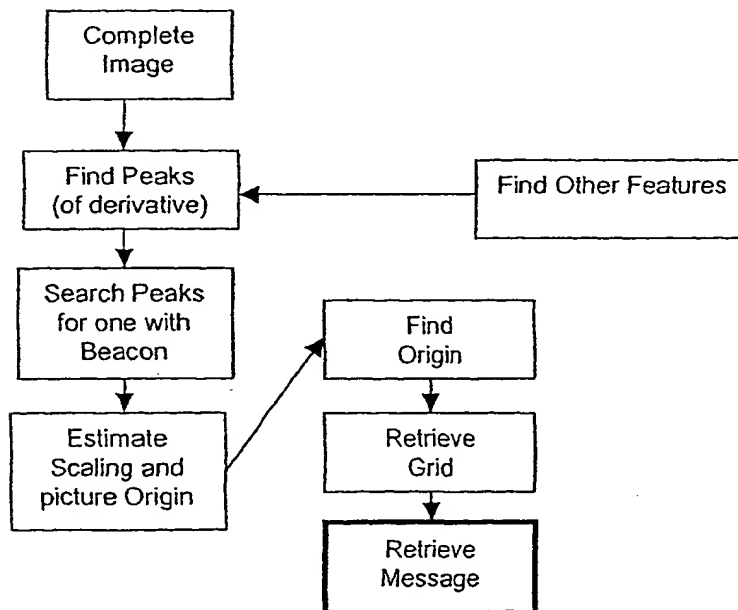 Complete
Image
Find Peaks
(of derivative)
Find Other Features
Search Peaks
for one with
Beacon
Estimate
Scaling and
picture Origin
Find
Origin
Retrieve
Grid
Retrieve
Message